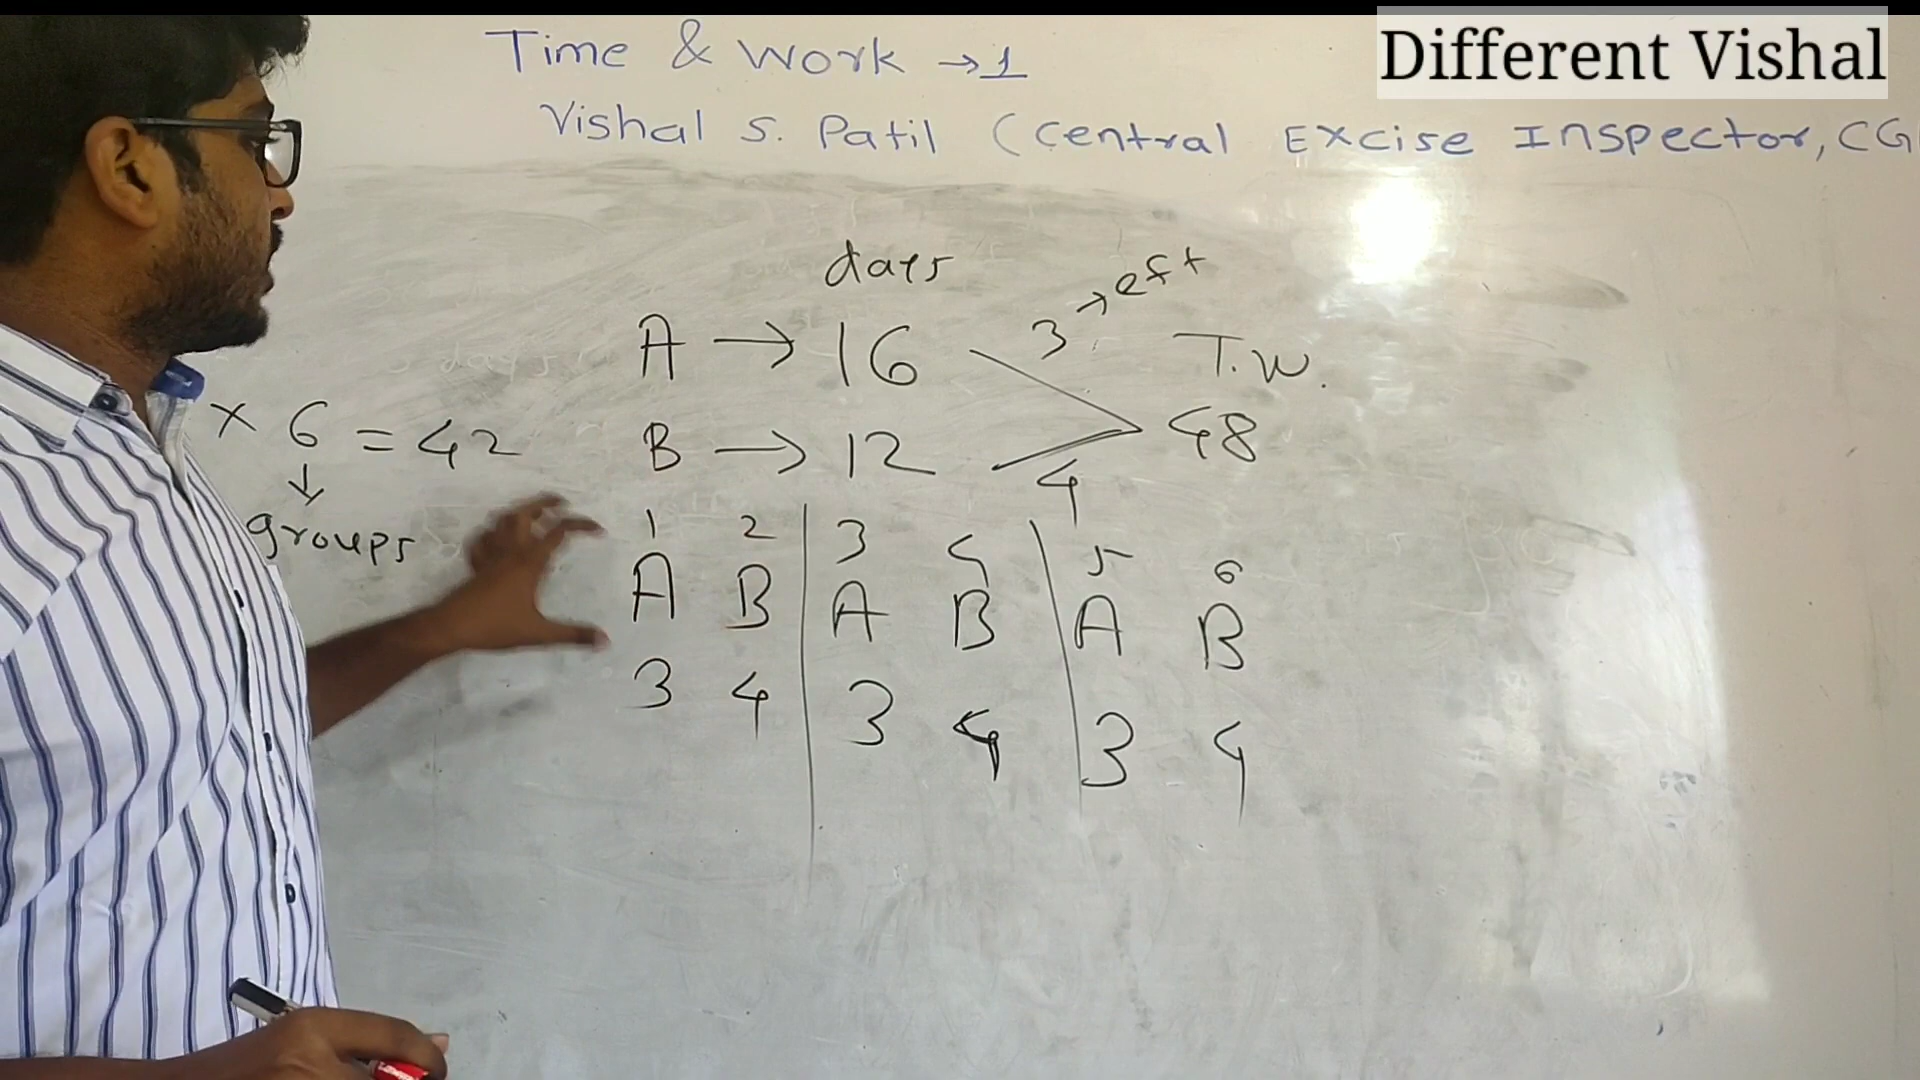 Different Vishal
Time & Work → 1
Vishal S. Patil (Central Excise Inspector, CG
days
3 → eft
A → 16
T.W.
x 6 = 42
B → 12
48
4
↓
groups
1 2 3 4 5 6
A B A B A B
3 4 3 4 3 4